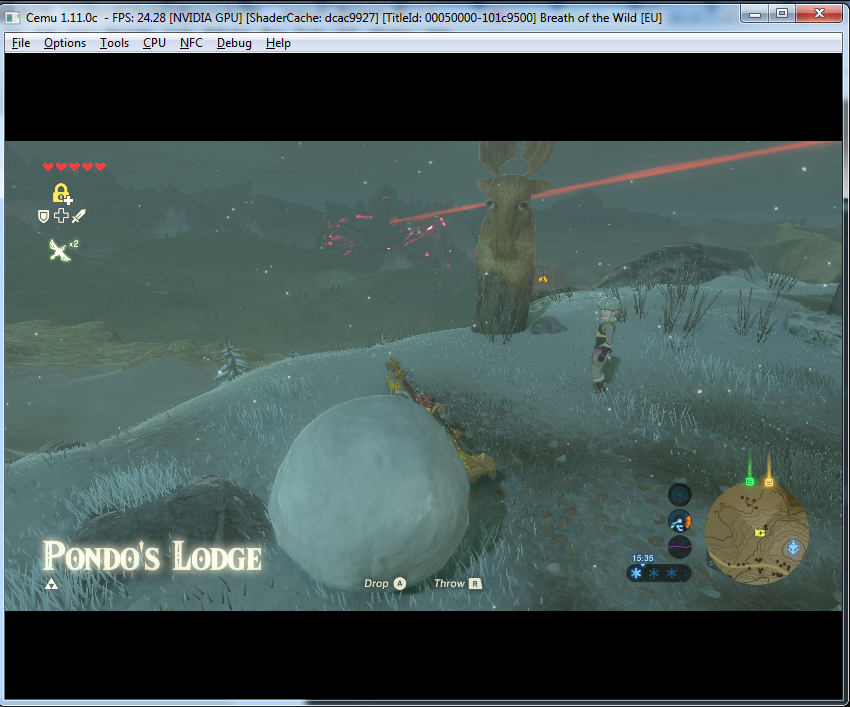 Cemu 1.11.0c - FPS: 24.28 [NVIDIA GPU] [ShaderCache: dcac9927] [TitleId: 00050000-101c9500] Breath of the Wild [EU]
File Options Tools CPU NFC Debug Help
x2
15:35
Pondo's Lodge
Drop A Throw R